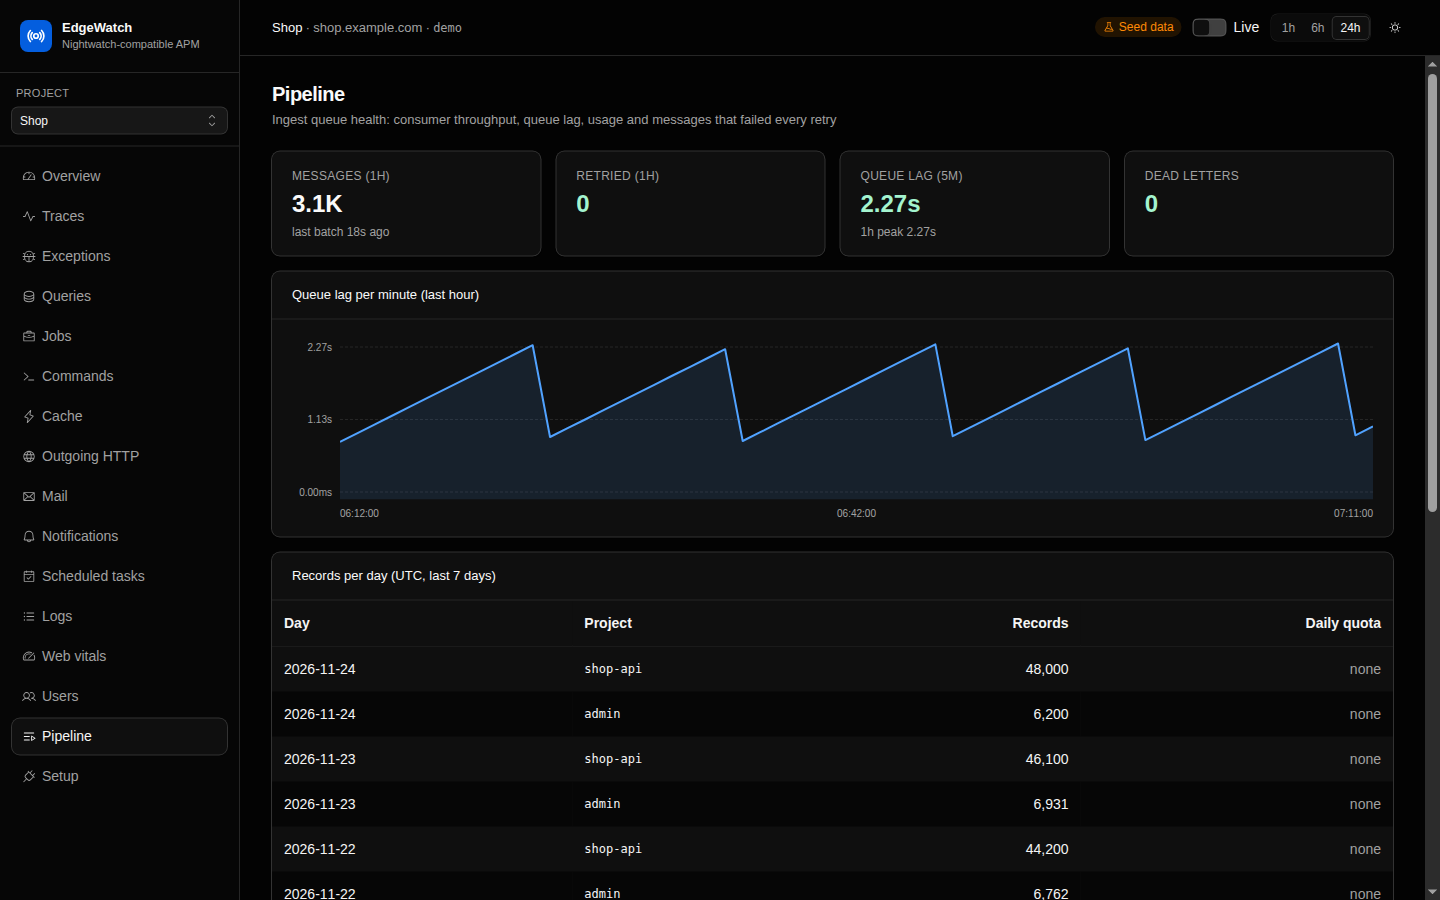 EdgeWatch
Nightwatch-compatible APM
PROJECT
Shop
Overview
Traces
Exceptions
Queries
Jobs
Commands
Cache
Outgoing HTTP
Mail
Notifications
Scheduled tasks
Logs
Web vitals
Users
Pipeline
Setup
Shop · shop.example.com · demo
Seed data Live 1h 6h 24h
Pipeline
Ingest queue health: consumer throughput, queue lag, usage and messages that failed every retry
MESSAGES (1H)
3.1K
last batch 18s ago
RETRIED (1H)
0
QUEUE LAG (5M)
2.27s
1h peak 2.27s
DEAD LETTERS
0
Queue lag per minute (last hour)
2.27s
1.13s
0.00ms
06:12:00 06:42:00 07:11:00
Records per day (UTC, last 7 days)
Day Project Records Daily quota
2026-11-24 shop-api 48,000 none
2026-11-24 admin 6,200 none
2026-11-23 shop-api 46,100 none
2026-11-23 admin 6,931 none
2026-11-22 shop-api 44,200 none
2026-11-22 admin 6,762 none